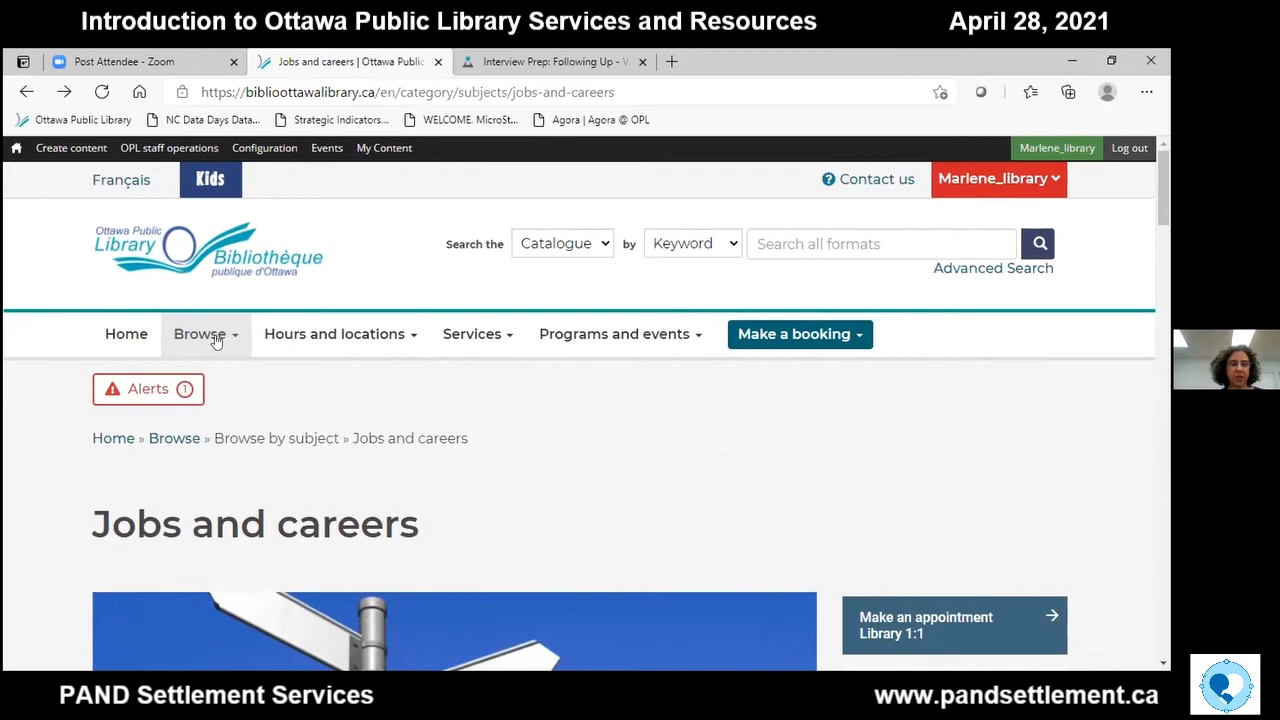 Introduction to Ottawa Public Library Services and Resources April 28, 2021
Post Attendee - Zoom Jobs and careers | Ottawa Public Interview Prep: Following Up - V
https://biblioottawalibrary.ca/en/category/subjects/jobs-and-careers
Ottawa Public Library NC Data Days Data... Strategic Indicators... WELCOME. MicroSt... Agora | Agora @ OPL
Create content OPL staff operations Configuration Events My Content Marlene_library Log out
Français Kids Contact us Marlene_library
Ottawa Public
Library
Bibliothèque
publique d'Ottawa
Search the Catalogue by Keyword Search all formats
Advanced Search
Home Browse Hours and locations Services Programs and events Make a booking
Alerts 1
Home » Browse » Browse by subject » Jobs and careers
Jobs and careers
Make an appointment
Library 1:1
PAND Settlement Services www.pandsettlement.ca